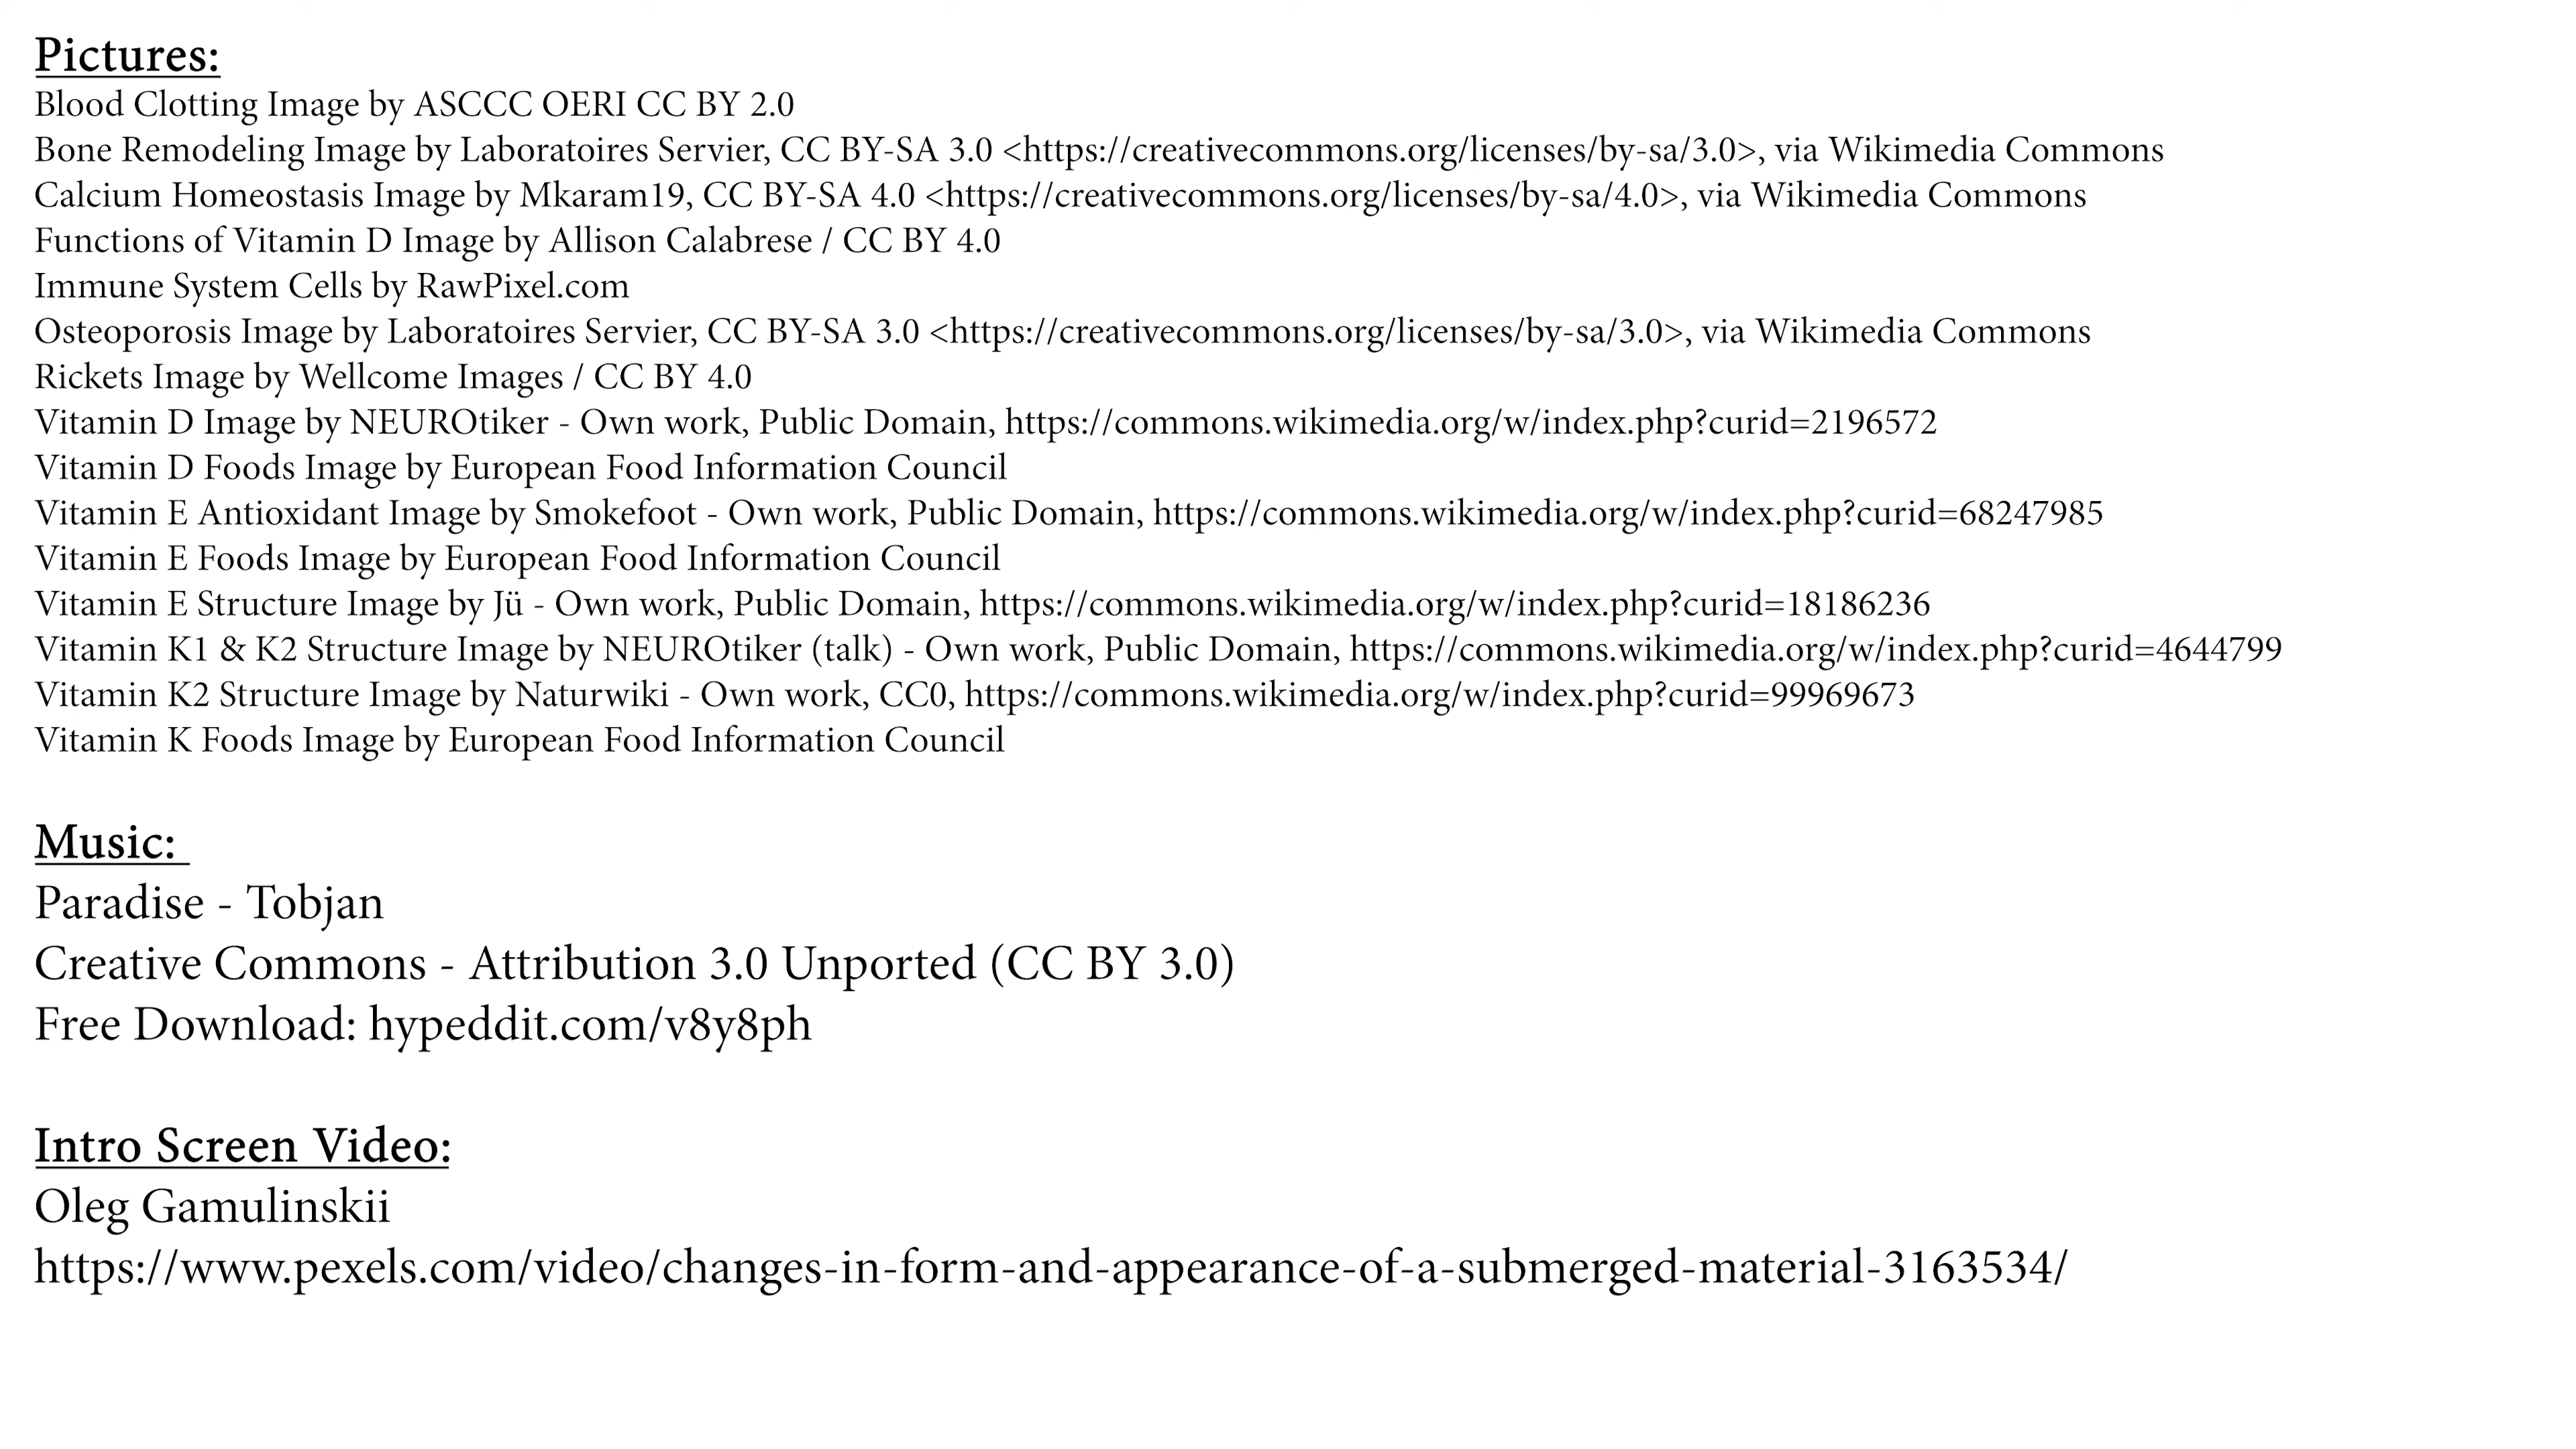 Pictures:
Blood Clotting Image by ASCCC OERI CC BY 2.0
Bone Remodeling Image by Laboratoires Servier, CC BY-SA 3.0 <https://creativecommons.org/licenses/by-sa/3.0>, via Wikimedia Commons
Calcium Homeostasis Image by Mkaram19, CC BY-SA 4.0 <https://creativecommons.org/licenses/by-sa/4.0>, via Wikimedia Commons
Functions of Vitamin D Image by Allison Calabrese / CC BY 4.0
Immune System Cells by RawPixel.com
Osteoporosis Image by Laboratoires Servier, CC BY-SA 3.0 <https://creativecommons.org/licenses/by-sa/3.0>, via Wikimedia Commons
Rickets Image by Wellcome Images / CC BY 4.0
Vitamin D Image by NEUROtiker - Own work, Public Domain, https://commons.wikimedia.org/w/index.php?curid=2196572
Vitamin D Foods Image by European Food Information Council
Vitamin E Antioxidant Image by Smokefoot - Own work, Public Domain, https://commons.wikimedia.org/w/index.php?curid=68247985
Vitamin E Foods Image by European Food Information Council
Vitamin E Structure Image by Jü - Own work, Public Domain, https://commons.wikimedia.org/w/index.php?curid=18186236
Vitamin K1 & K2 Structure Image by NEUROtiker (talk) - Own work, Public Domain, https://commons.wikimedia.org/w/index.php?curid=4644799
Vitamin K2 Structure Image by Naturwiki - Own work, CC0, https://commons.wikimedia.org/w/index.php?curid=99969673
Vitamin K Foods Image by European Food Information Council
Music:
Paradise - Tobjan
Creative Commons - Attribution 3.0 Unported (CC BY 3.0)
Free Download: hypeddit.com/v8y8ph
Intro Screen Video:
Oleg Gamulinskii
https://www.pexels.com/video/changes-in-form-and-appearance-of-a-submerged-material-3163534/